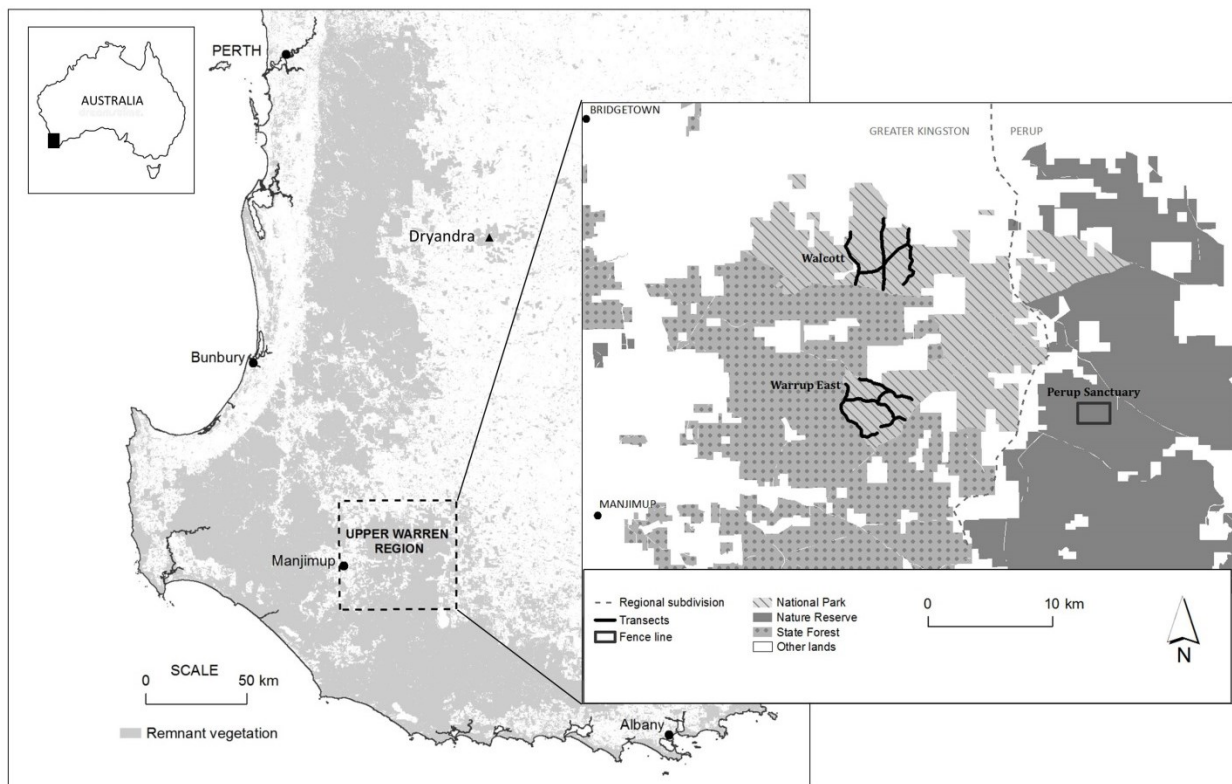 AUSTRALIA
PERTH
Dryandra
Bunbury
UPPER WARREN
REGION
Manjimup
SCALE
0 50 km
Remnant vegetation
Albany
BRIDGETOWN
GREATER KINGSTON
PERUP
Walcott
Warrup East
Perup Sanctuary
MANJIMUP
Regional subdivision
Transects
Fence line
National Park
Nature Reserve
State Forest
Other lands
0 10 km
N